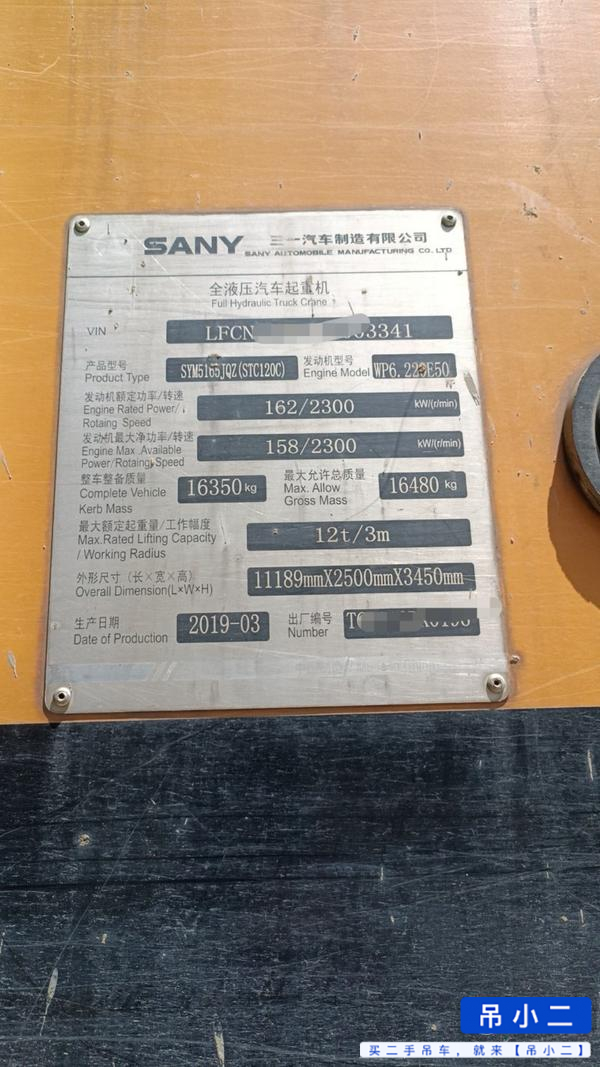 SANY 三一汽车制造有限公司
SANY AUTOMOBILE MANUFACTURING CO., LTD
全液压汽车起重机
Full Hydraulic Truck Crane
VIN LFCN 3341
产品型号 SYM5165JQZ(STC120C) 发动机型号
Product Type Engine Model WP6. E50
发动机额定功率/转速
Engine Rated Power/ 162/2300 kW/(r/min)
Rotaing Speed
发动机最大净功率/转速
Engine Max .Available 158/2300 kW/(r/min)
Power/Rotaing Speed
整车整备质量 最大允许总质量
Complete Vehicle 16350 kg Max. Allow 16480 kg
Kerb Mass Gross Mass
最大额定起重量/工作幅度
Max.Rated Lifting Capacity 12t/3m
/ Working Radius
外形尺寸（长×宽×高） 11189mmX2500mmX3450mm
Overall Dimension(L×W×H)
生产日期 2019-03 出厂编号
Date of Production Number
吊小二
买二手吊车，就来【吊小二】